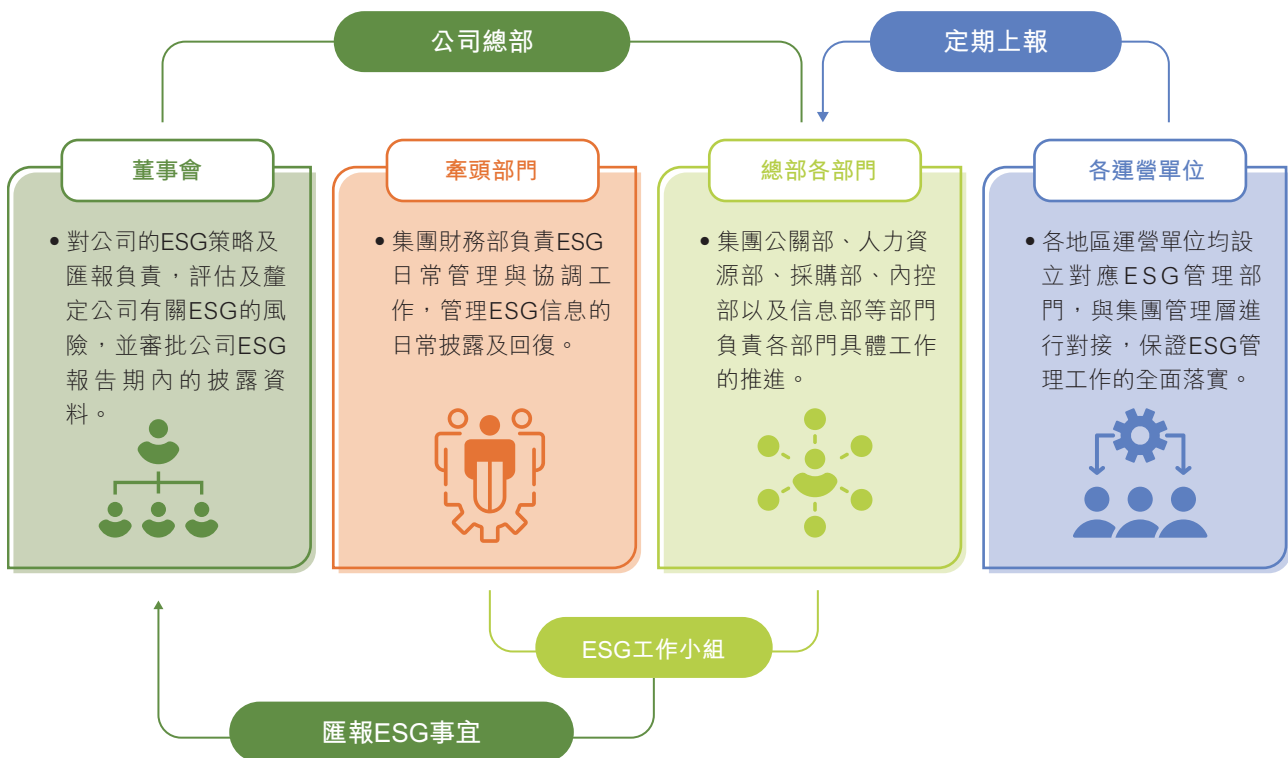 公司總部
定期上報
董事會
• 對公司的ESG策略及
匯報負責，評估及釐
定公司有關ESG的風
險，並審批公司ESG
報告期內的披露資
料。
牽頭部門
• 集團財務部負責ESG
日常管理與協調工
作，管理ESG信息的
日常披露及回復。
總部各部門
• 集團公關部、人力資
源部、採購部、內控
部以及信息部等部門
負責各部門具體工作
的推進。
各運營單位
• 各地區運營單位均設
立對應ESG管理部
門，與集團管理層進
行對接，保證ESG管
理工作的全面落實。
ESG工作小組
匯報ESG事宜